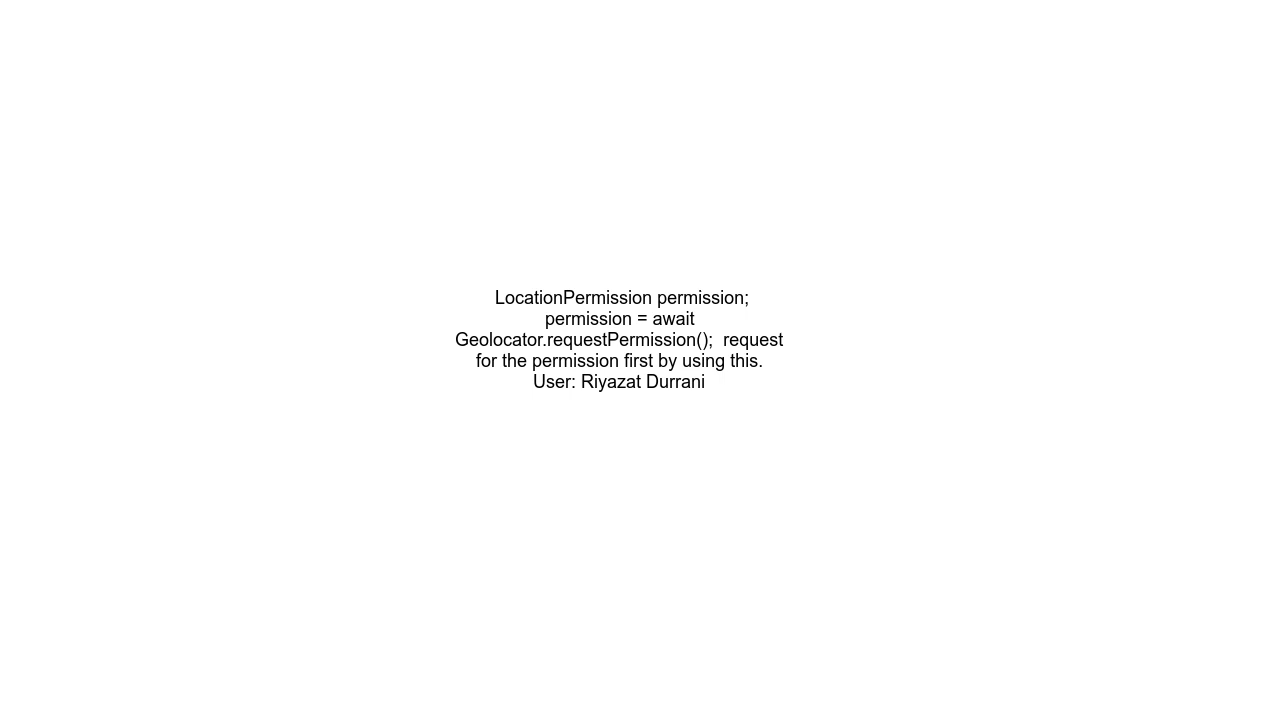 LocationPermission permission;
permission = await
Geolocator.requestPermission();  request
for the permission first by using this.
User: Riyazat Durrani